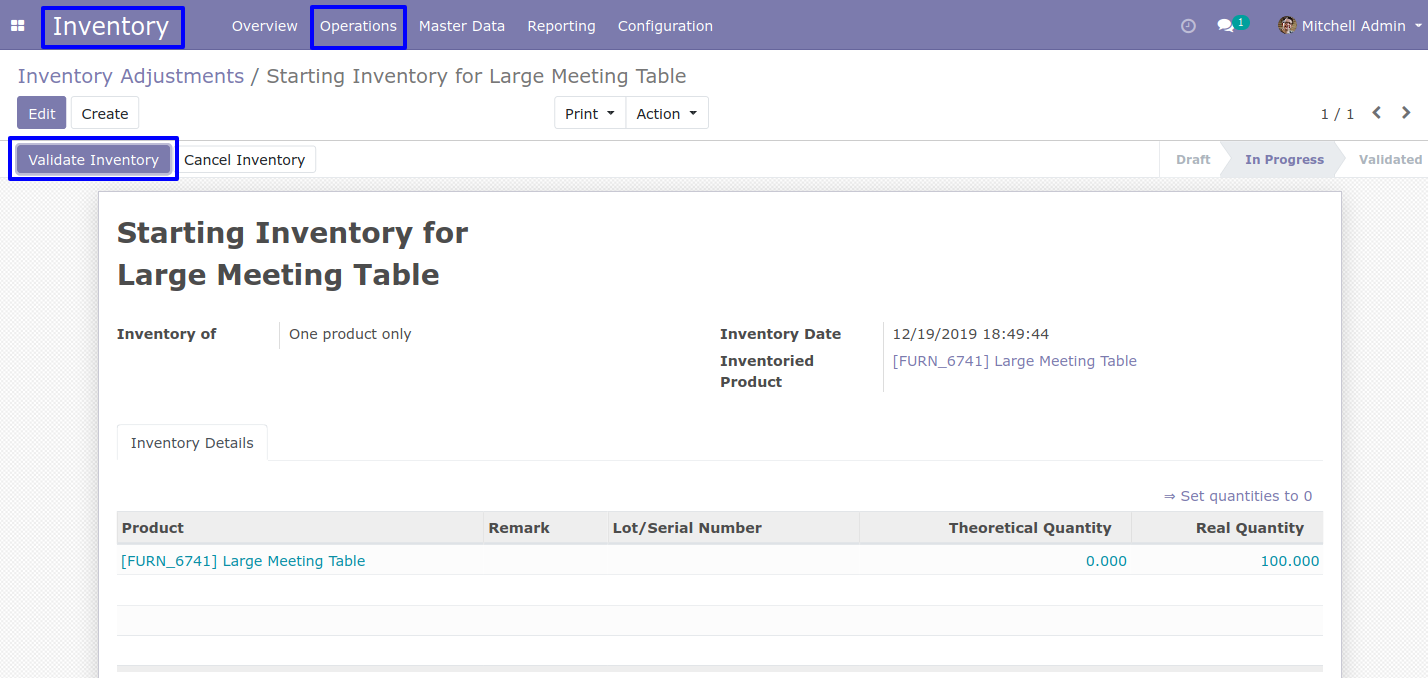 Inventory Overview Operations Master Data Reporting Configuration 1 Mitchell Admin
Inventory Adjustments / Starting Inventory for Large Meeting Table
Edit Create Print Action 1 / 1
Validate Inventory Cancel Inventory Draft In Progress Validated
Starting Inventory for
Large Meeting Table
Inventory of One product only Inventory Date 12/19/2019 18:49:44
Inventoried [FURN_6741] Large Meeting Table
Product
Inventory Details
⇒ Set quantities to 0
Product Remark Lot/Serial Number Theoretical Quantity Real Quantity
[FURN_6741] Large Meeting Table 0.000 100.000